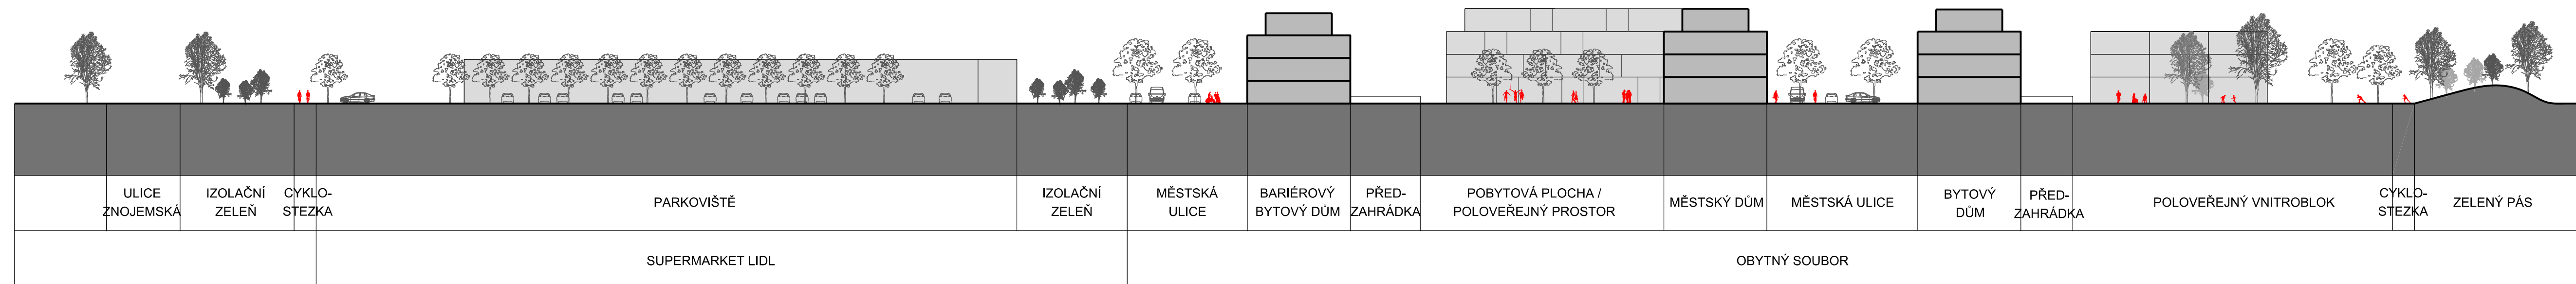 ULICE
ZNOJEMSKÁ
IZOLAČNÍ
ZELEŇ
CYKLO-
STEZKA
PARKOVIŠTĚ
IZOLAČNÍ
ZELEŇ
MĚSTSKÁ
ULICE
BARIÉROVÝ
BYTOVÝ DŮM
PŘED-
ZAHRÁDKA
POBYTOVÁ PLOCHA /
POLOVEŘEJNÝ PROSTOR
MĚSTSKÝ DŮM
MĚSTSKÁ ULICE
BYTOVÝ
DŮM
PŘED-
ZAHRÁDKA
POLOVEŘEJNÝ VNITROBLOK
CYKLO-
STEZKA
ZELENÝ PÁS
SUPERMARKET LIDL
OBYTNÝ SOUBOR